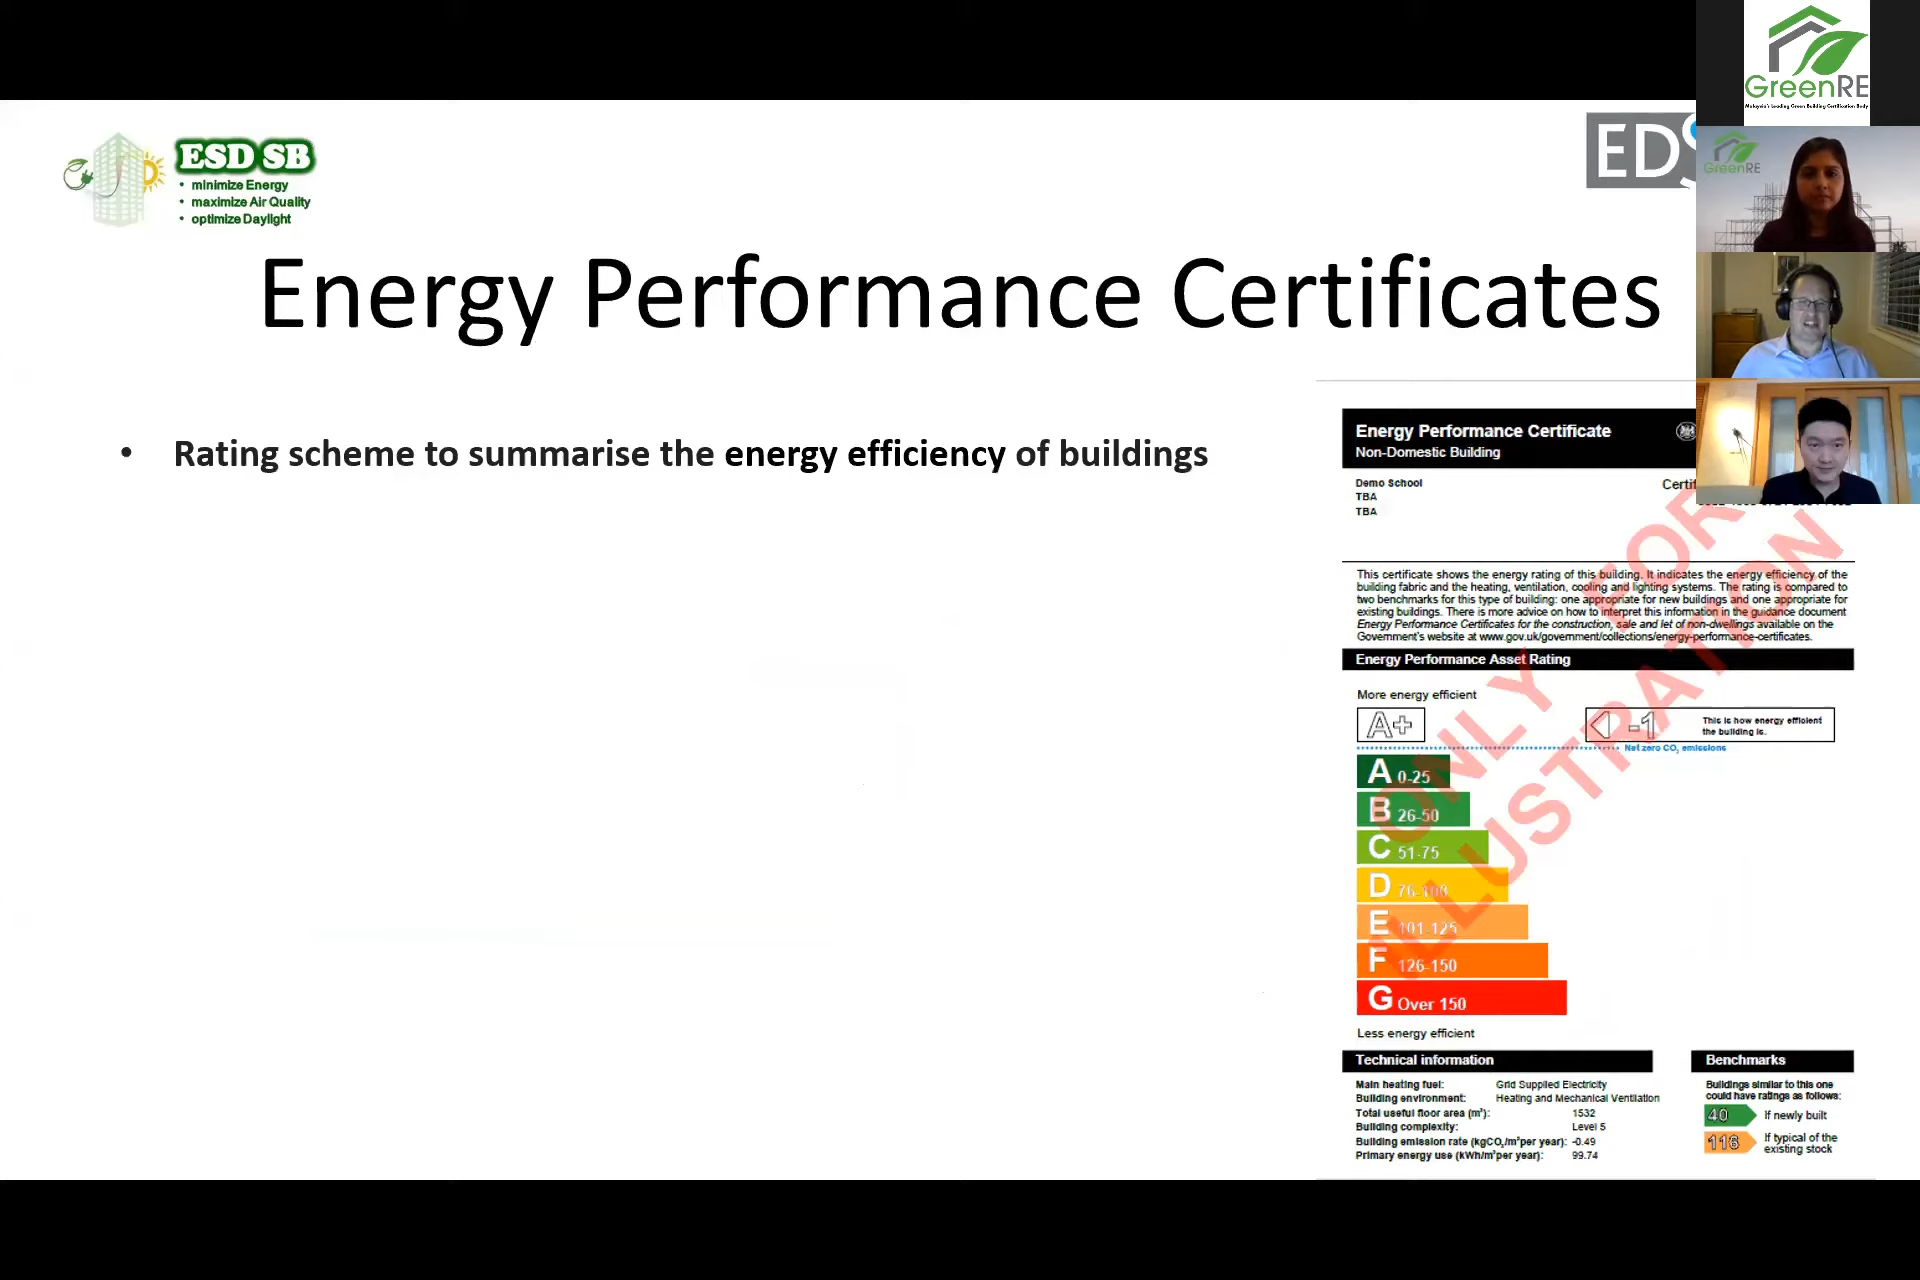 GreenRE
Malaysia's Leading Green Building Certification Body
ESD SB
• minimize Energy
• maximize Air Quality
• optimize Daylight
EDS
GreenRE
Energy Performance Certificates
• Rating scheme to summarise the energy efficiency of buildings
Energy Performance Certificate
Non-Domestic Building
Demo School
TBA
TBA
This certificate shows the energy rating of this building. It indicates the energy efficiency of the
building fabric and the heating, ventilation, cooling and lighting systems. The rating is compared to
two benchmarks for this type of building: one appropriate for new buildings and one appropriate for
existing buildings. There is more advice on how to interpret this information in the guidance document
Energy Performance Certificates for the construction, sale and let of non-dwellings available on the
Government's website at www.gov.uk/government/collections/energy-performance-certificates.
ONLY FOR
ILLUSTRATION
Energy Performance Asset Rating
More energy efficient
A+
-1 This is how energy efficient
the building is.
Net zero CO₂ emissions
A 0-25
B 26-50
C 51-75
D 76-100
E 101-125
F 126-150
G Over 150
Less energy efficient
Technical information
Main heating fuel: Grid Supplied Electricity
Building environment: Heating and Mechanical Ventilation
Total useful floor area (m²): 1532
Building complexity: Level 5
Building emission rate (kgCO₂/m²per year): -0.49
Primary energy use (kWh/m²per year): 99.74
Benchmarks
Buildings similar to this one
could have ratings as follows:
40 If newly built
116 If typical of the
existing stock